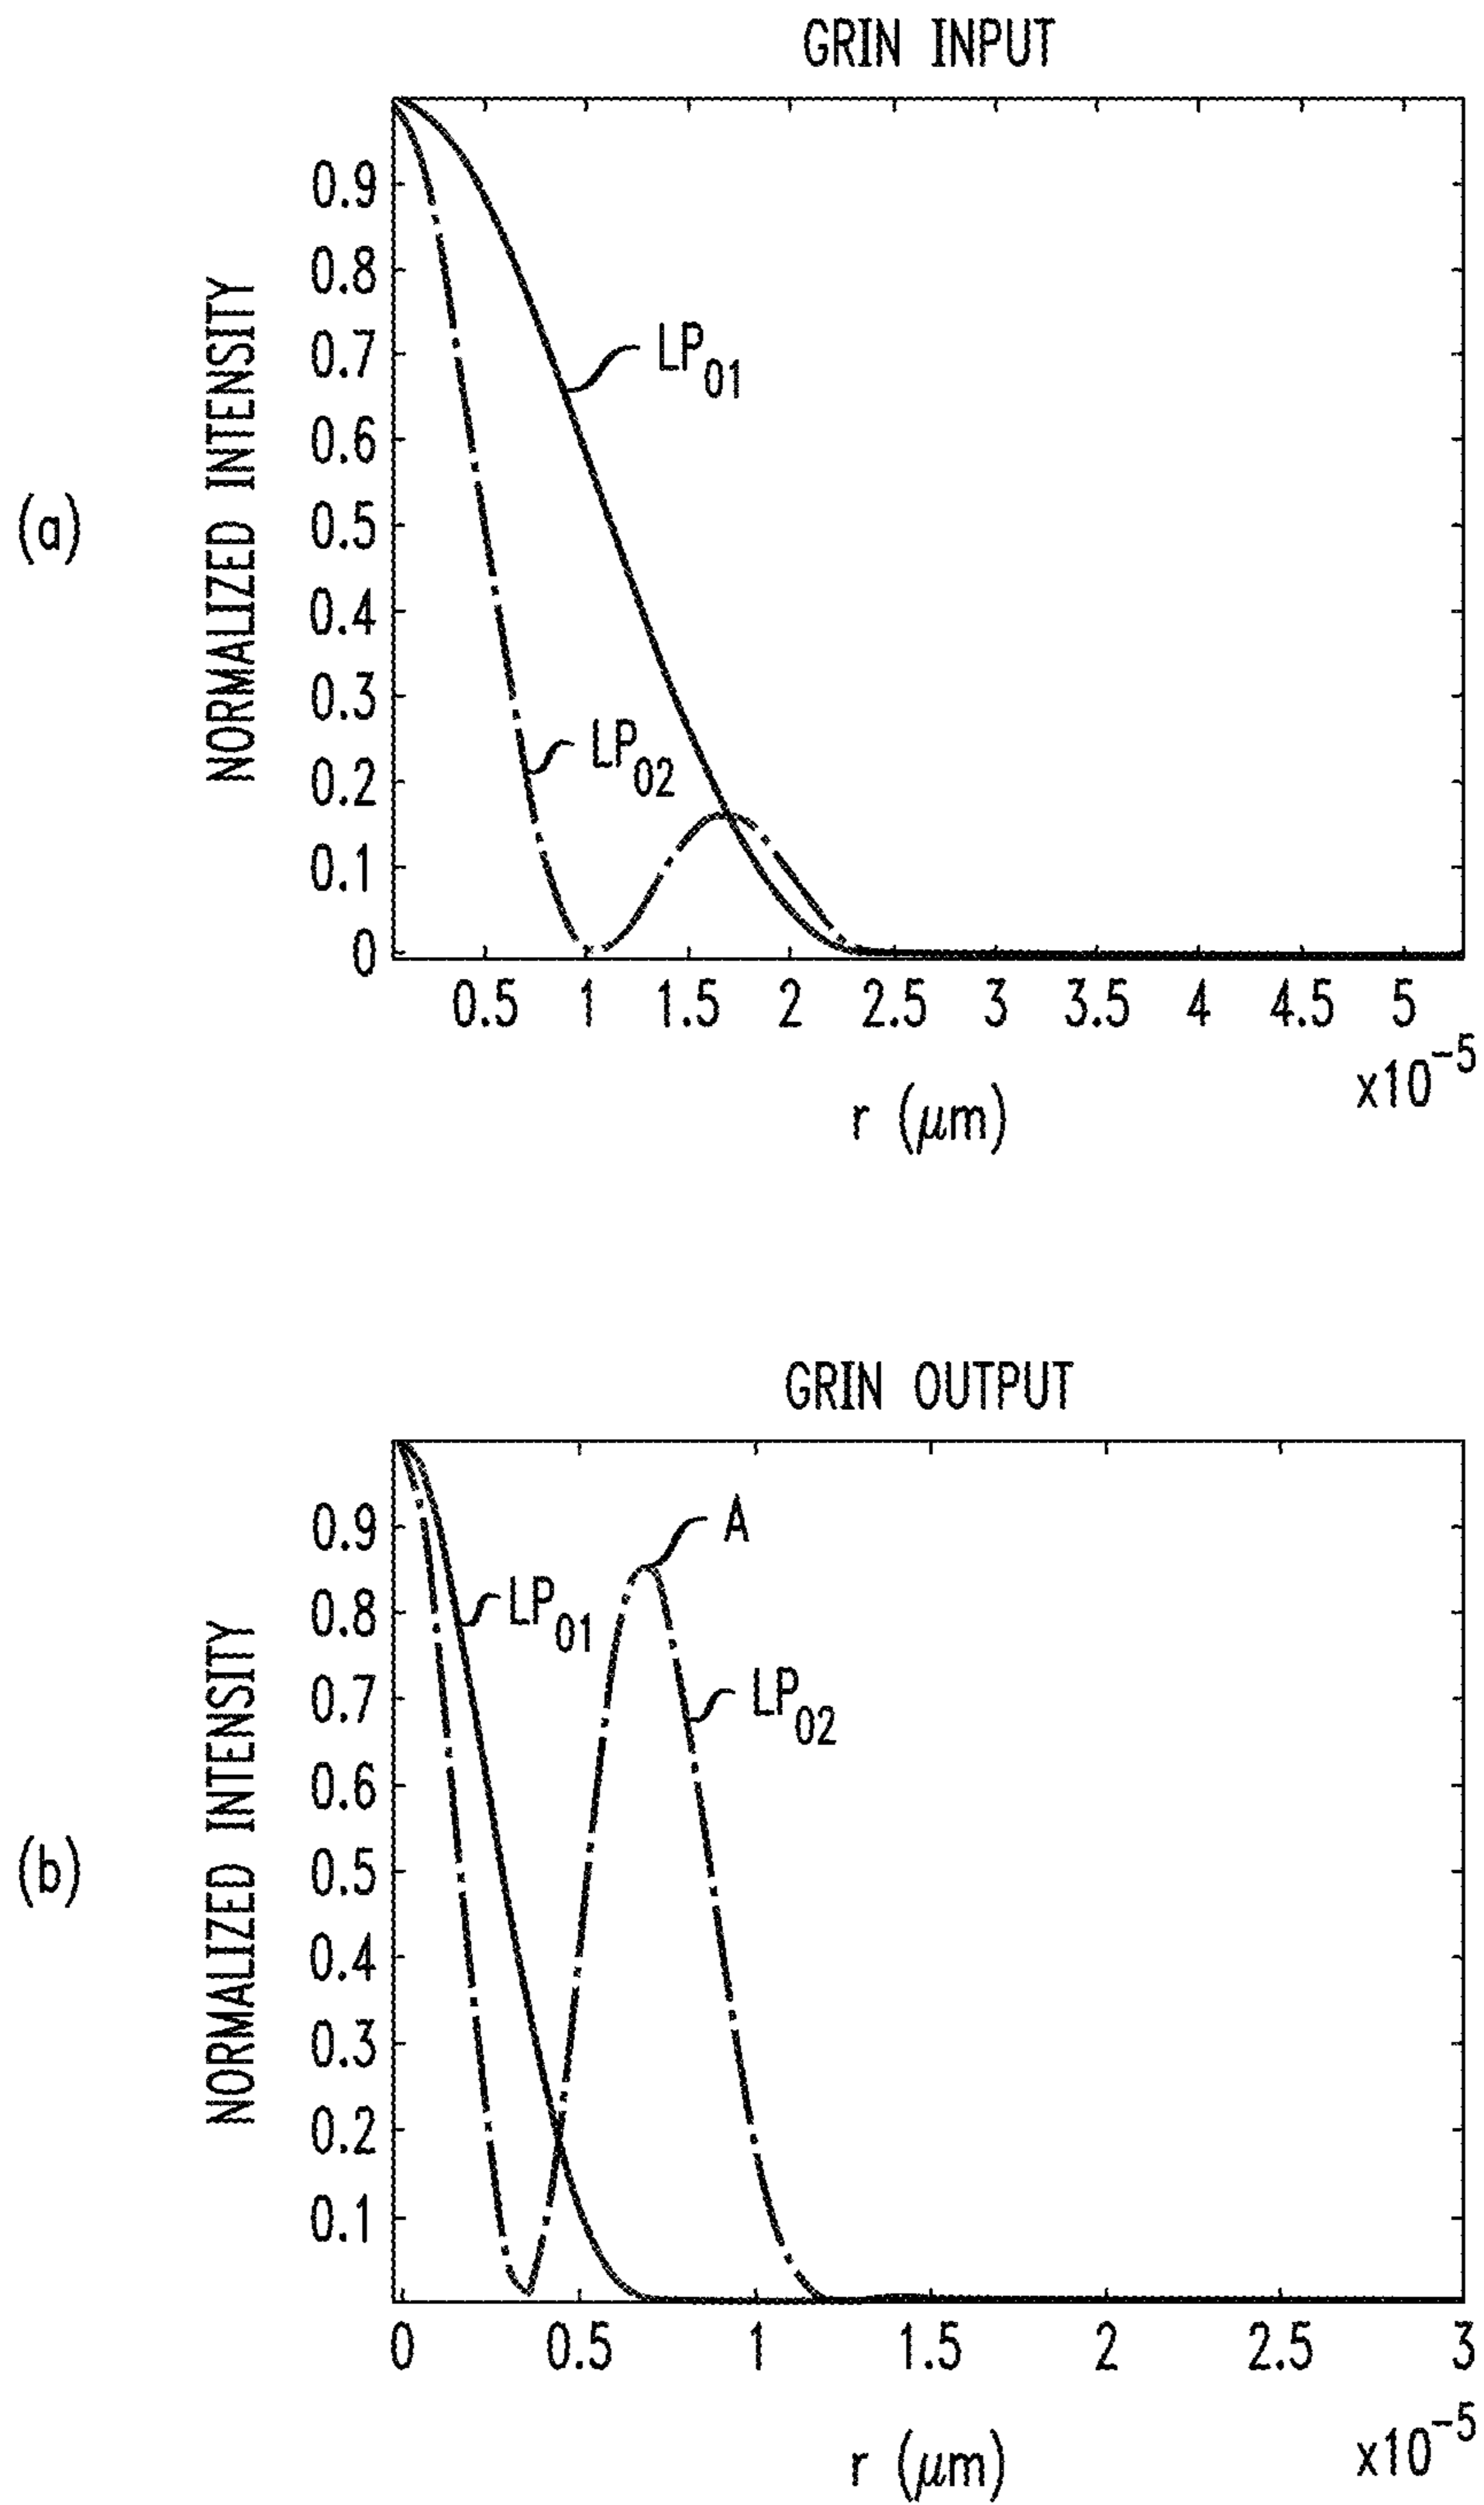 GRIN INPUT
(a)
NORMALIZED INTENSITY
0.9
0.8
0.7
0.6
0.5
0.4
0.3
0.2
0.1
0
LP01
LP02
0.5 1 1.5 2 2.5 3 3.5 4 4.5 5
x10-5
r (μm)
GRIN OUTPUT
(b)
NORMALIZED INTENSITY
0.9
0.8
0.7
0.6
0.5
0.4
0.3
0.2
0.1
A
LP01
LP02
0 0.5 1 1.5 2 2.5 3
x10-5
r (μm)